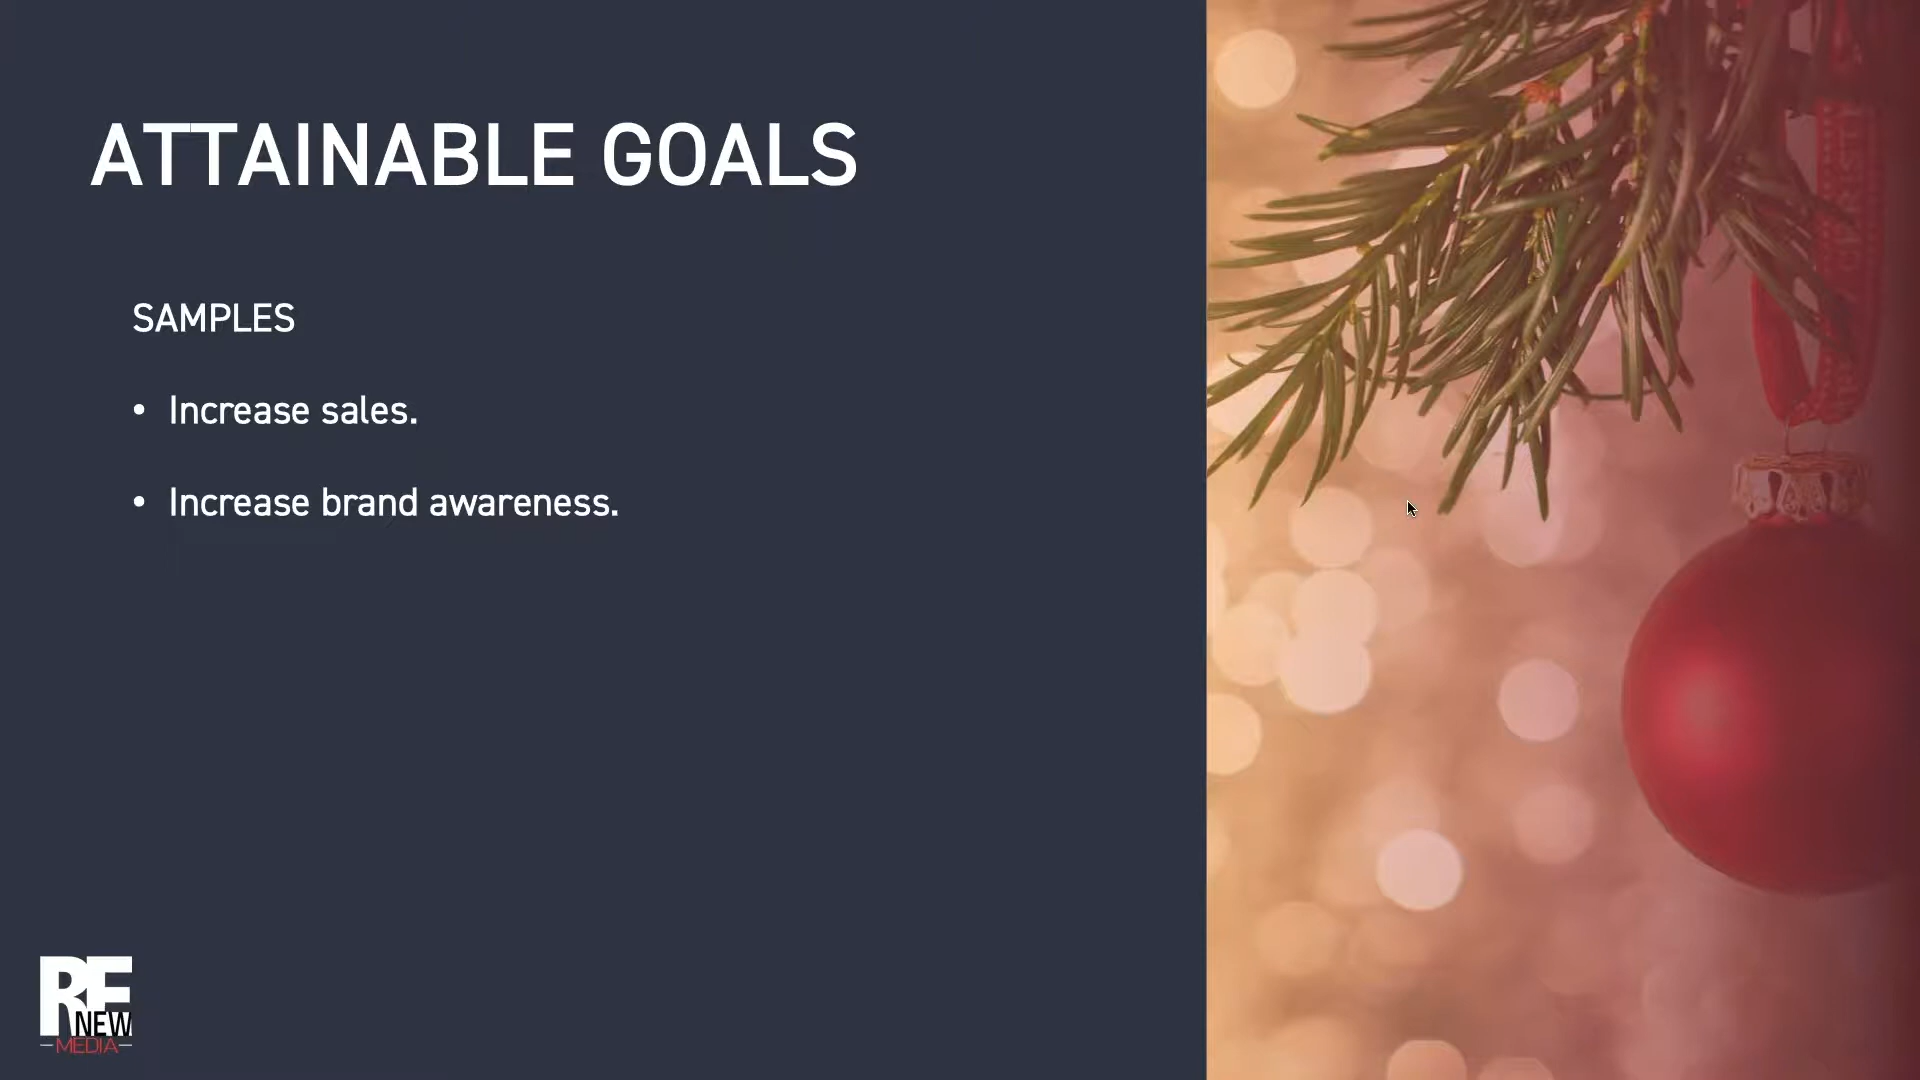 ATTAINABLE GOALS
SAMPLES
• Increase sales.
• Increase brand awareness.
RE
NEW
MEDIA